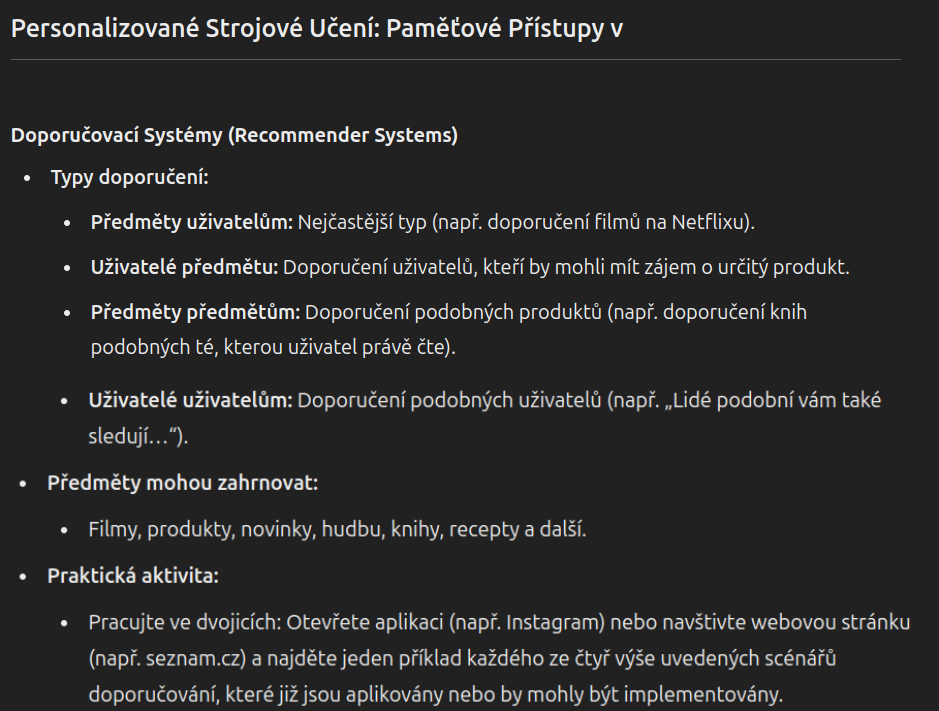 Personalizované Strojové Učení: Paměťové Přístupy v
Doporučovací Systémy (Recommender Systems)
• Typy doporučení:
• Předměty uživatelům: Nejčastější typ (např. doporučení filmů na Netflixu).
• Uživatelé předmětu: Doporučení uživatelů, kteří by mohli mít zájem o určitý produkt.
• Předměty předmětům: Doporučení podobných produktů (např. doporučení knih
podobných té, kterou uživatel právě čte).
• Uživatelé uživatelům: Doporučení podobných uživatelů (např. „Lidé podobní vám také
sledují…“).
• Předměty mohou zahrnovat:
• Filmy, produkty, novinky, hudbu, knihy, recepty a další.
• Praktická aktivita:
• Pracujte ve dvojicích: Otevřete aplikaci (např. Instagram) nebo navštivte webovou stránku
(např. seznam.cz) a najděte jeden příklad každého ze čtyř výše uvedených scénářů
doporučování, které již jsou aplikovány nebo by mohly být implementovány.